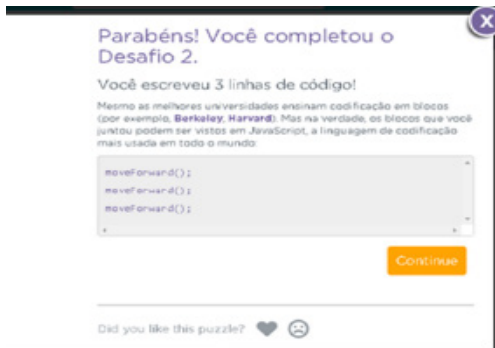 X
Parabéns! Você completou o
Desafio 2.
Você escreveu 3 linhas de código!
Mesmo as melhores universidades ensinam codificação em blocos
(por exemplo, Berkeley, Harvard). Mas na verdade, os blocos que você
juntou podem ser vistos em JavaScript, a linguagem de codificação
mais usada em todo o mundo:
moveForward();
moveForward();
moveForward();
Continue
Did you like this puzzle?